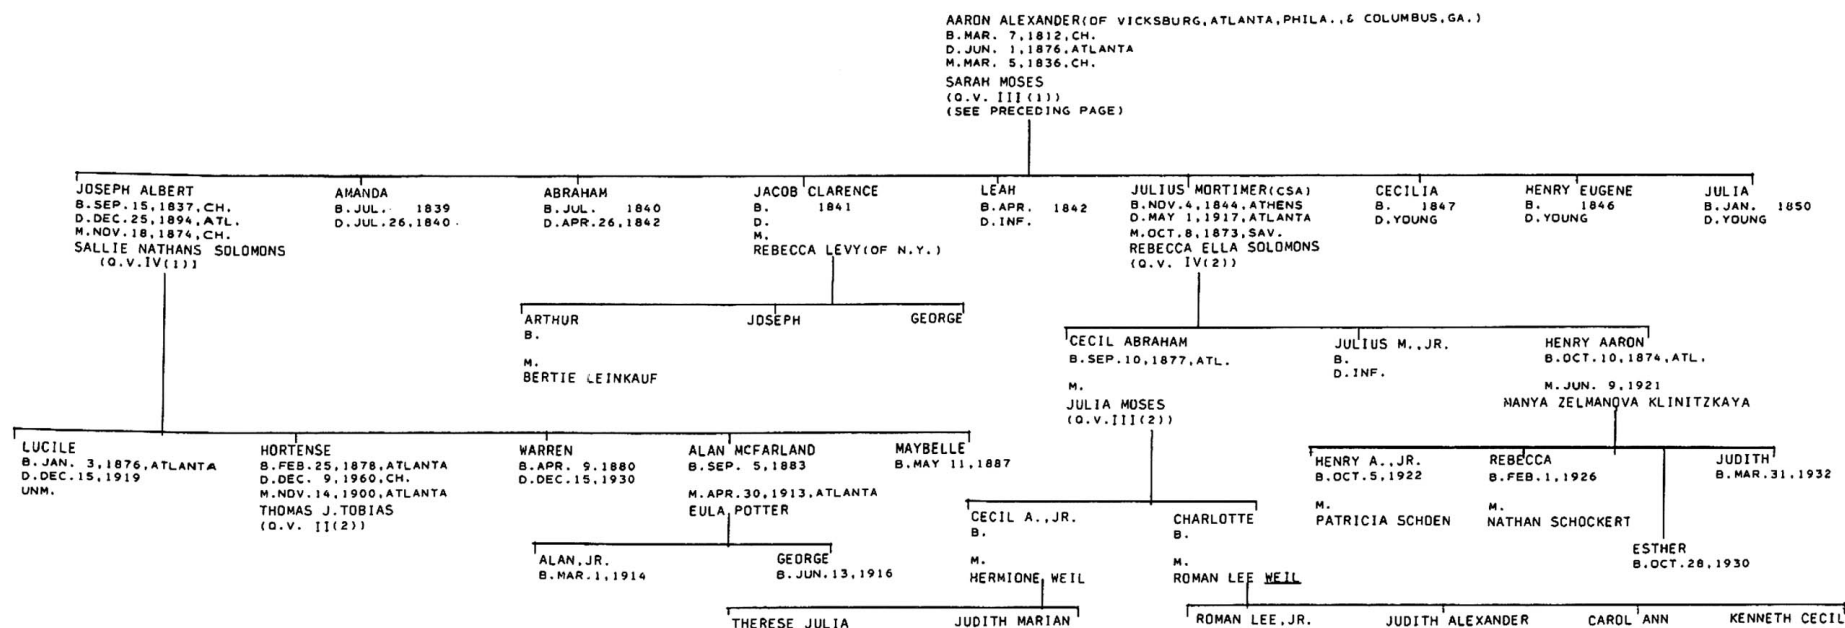 AARON ALEXANDER(OF VICKSBURG,ATLANTA,PHILA.,& COLUMBUS,GA.)
B.MAR. 7,1812,CH.
D.JUN. 1,1876,ATLANTA
M.MAR. 5,1836,CH.
SARAH MOSES
(Q.V. III(1))
(SEE PRECEDING PAGE)
JOSEPH ALBERT
B.SEP.15,1837,CH.
D.DEC.25,1894,ATL.
M.NOV.18,1874,CH.
SALLIE NATHANS SOLOMONS
(Q.V.IV(1))
AMANDA
B.JUL. 1839
D.JUL.26,1840.
ABRAHAM
B.JUL. 1840
D.APR.26,1842
JACOB CLARENCE
B. 1841
D.
M.
REBECCA LEVY(OF N.Y.)
LEAH
B.APR. 1842
D.INF.
JULIUS MORTIMER(CSA)
B.NOV.4,1844,ATHENS
D.MAY 1,1917,ATLANTA
M.OCT.8,1873,SAV.
REBECCA ELLA SOLOMONS
(Q.V. IV(2))
CECILIA
B. 1847
D.YOUNG
HENRY EUGENE
B. 1846
D.YOUNG
JULIA
B.JAN. 1850
D.YOUNG
ARTHUR
B.
M.
BERTIE LEINKAUF
JOSEPH
GEORGE
CECIL ABRAHAM
B.SEP.10,1877,ATL.
M.
JULIA MOSES
(Q.V.III(2))
JULIUS M.,JR.
B.
D.INF.
HENRY AARON
B.OCT.10,1874,ATL.
M.JUN. 9,1921
MANYA ZELMANOVA KLINITZKAYA
LUCILE
B.JAN. 3,1876,ATLANTA
D.DEC.15,1919
UNM.
HORTENSE
B.FEB.25,1878,ATLANTA
D.DEC. 9,1960,CH.
M.NOV.14,1900,ATLANTA
THOMAS J.TOBIAS
(Q.V. II(2))
WARREN
B.APR. 9.1880
D.DEC.15,1930
ALAN MCFARLAND
B.SEP. 5,1883
M.APR.30,1913,ATLANTA
EULA POTTER
MAYBELLE
B.MAY 11,1887
HENRY A.,JR.
B.OCT.5,1922
M.
PATRICIA SCHOEN
REBECCA
B.FEB.1,1926
M.
NATHAN SCHOCKERT
JUDITH
B.MAR.31,1932
ESTHER
B.OCT.28,1930
CECIL A.,JR.
B.
M.
HERMIONE WEIL
CHARLOTTE
B.
M.
ROMAN LEE WEIL
ALAN,JR.
B.MAR.1,1914
GEORGE
B.JUN.13,1916
THERESE JULIA
JUDITH MARIAN
ROMAN LEE,JR.
JUDITH ALEXANDER
CAROL ANN
KENNETH CECIL